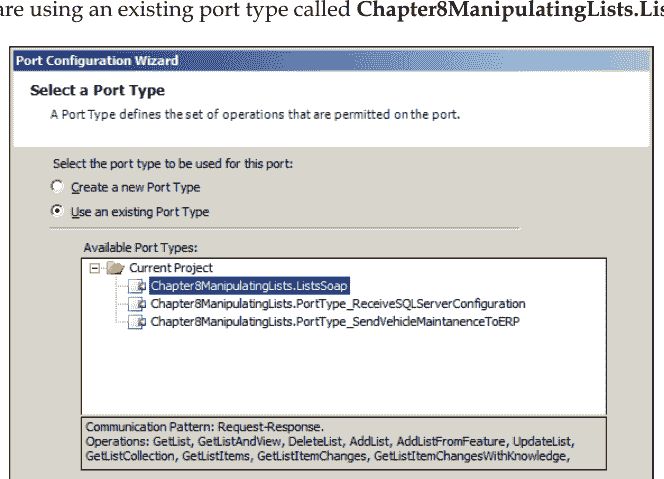 are using an existing port type called Chapter8ManipulatingLists.Lis
Port Configuration Wizard
Select a Port Type
A Port Type defines the set of operations that are permitted on the port.
Select the port type to be used for this port:
Create a new Port Type
Use an existing Port Type
Available Port Types:
Current Project
Chapter8ManipulatingLists.ListsSoap
Chapter8ManipulatingLists.PortType_ReceiveSQLServerConfiguration
Chapter8ManipulatingLists.PortType_SendVehicleMaintanenceToERP
Communication Pattern: Request-Response.
Operations: GetList, GetListAndView, DeleteList, AddList, AddListFromFeature, UpdateList,
GetListCollection, GetListItems, GetListItemChanges, GetListItemChangesWithKnowledge,